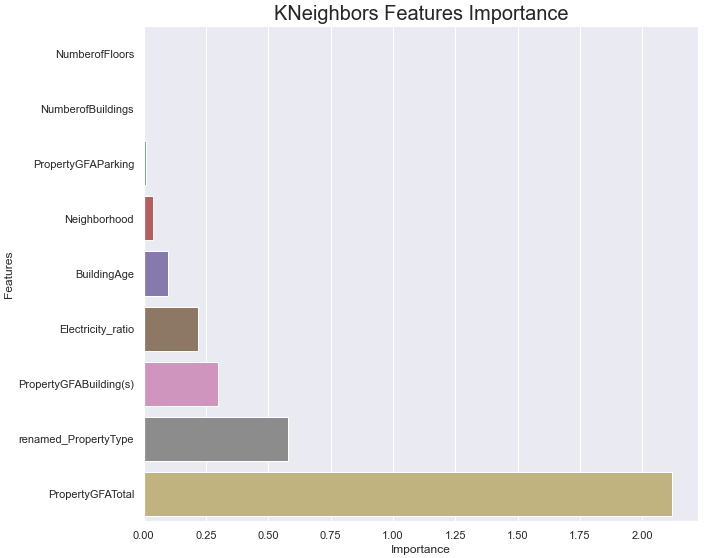 KNeighbors Features Importance
NumberofFloors
NumberofBuildings
PropertyGFAParking
Neighborhood
BuildingAge
Electricity_ratio
PropertyGFABuilding(s)
renamed_PropertyType
PropertyGFATotal
Features
0.00 0.25 0.50 0.75 1.00 1.25 1.50 1.75 2.00
Importance